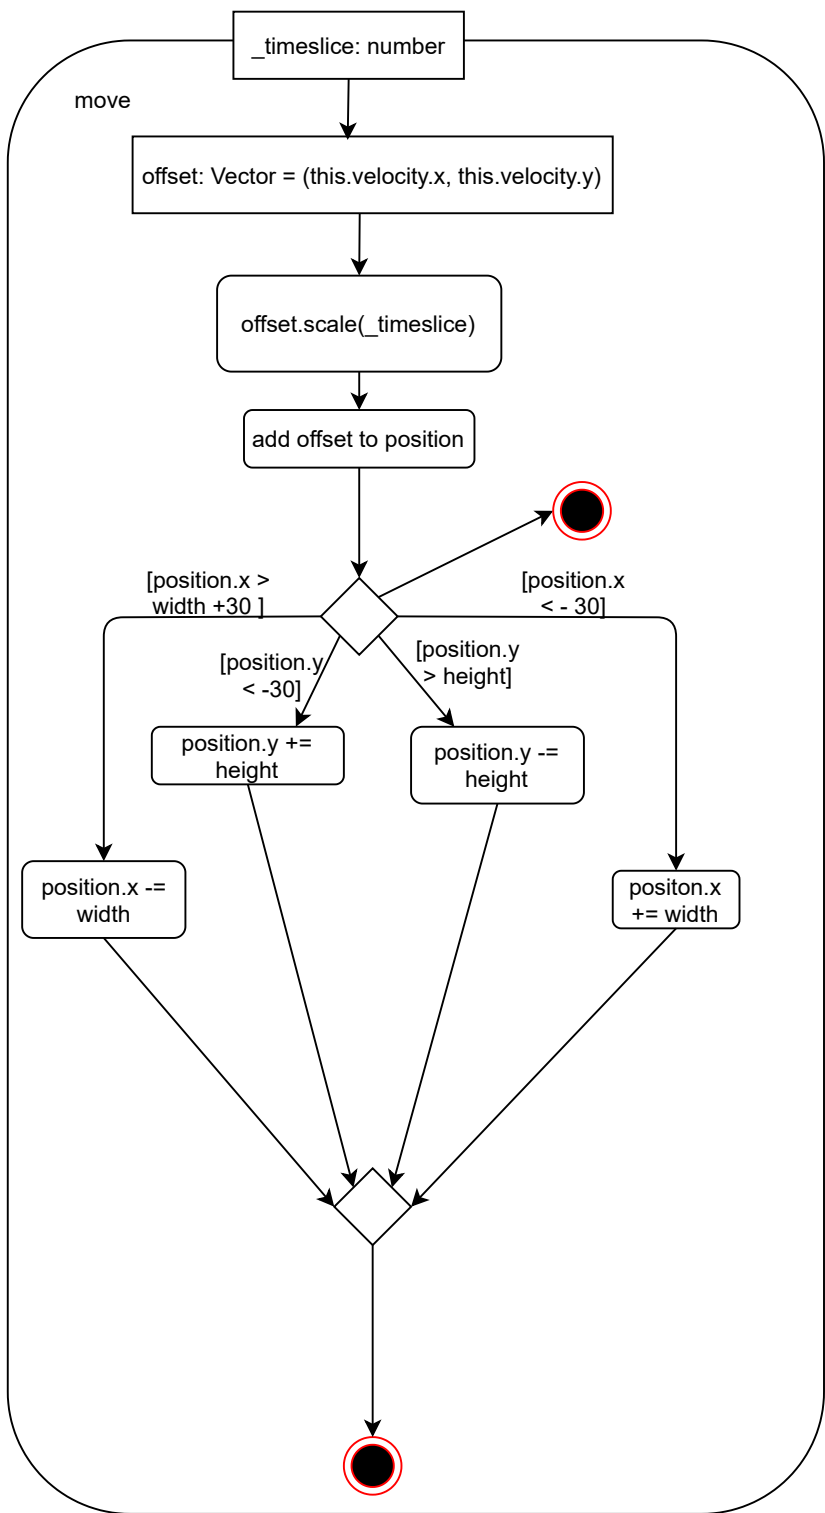 _timeslice: number
move
offset: Vector = (this.velocity.x, this.velocity.y)
offset.scale(_timeslice)
add offset to position
[position.x >
width +30 ]
[position.x
< - 30]
[position.y
< -30]
[position.y
> height]
position.y +=
height
position.y -=
height
position.x -=
width
positon.x
+= width